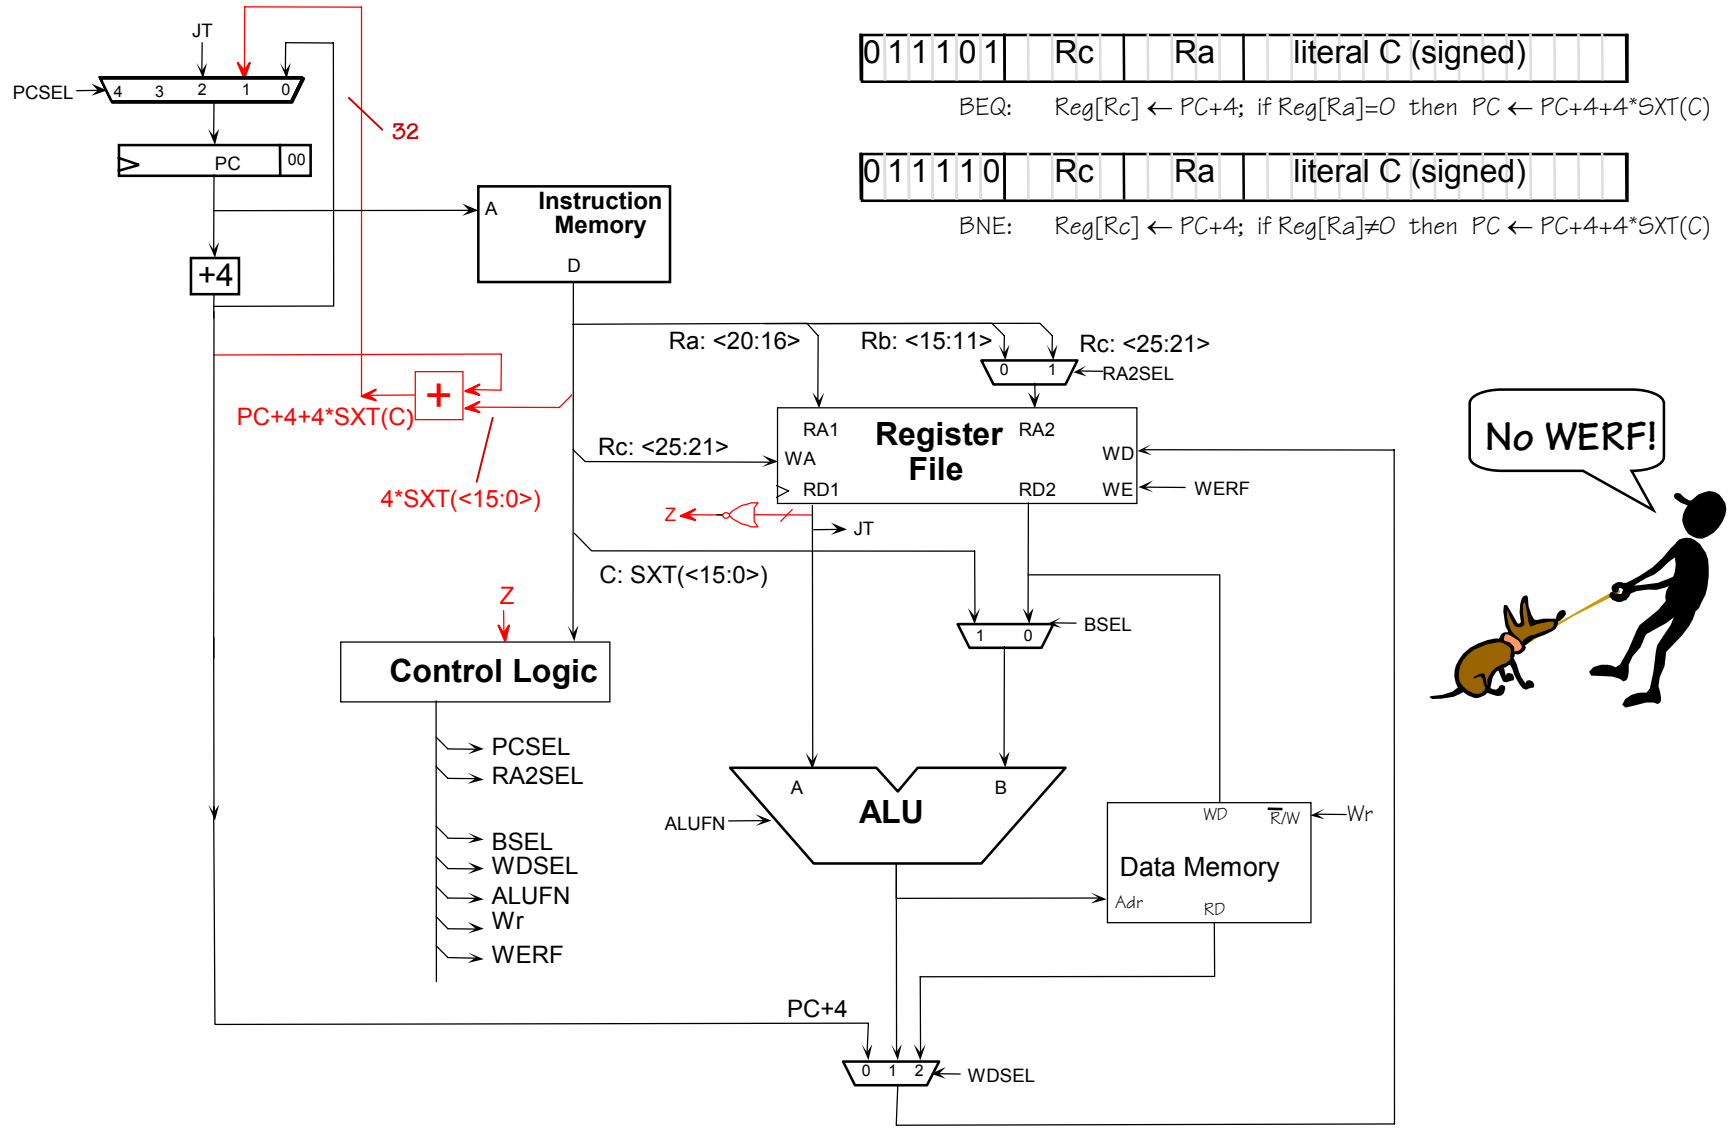 JT
PCSEL
4 3 2 1 0
32
PC 00
+4
Instruction
Memory
A
D
011101 Rc Ra literal C (signed)
BEQ: Reg[Rc] ← PC+4; if Reg[Ra]=0 then PC ← PC+4+4*SXT(C)
011110 Rc Ra literal C (signed)
BNE: Reg[Rc] ← PC+4; if Reg[Ra]≠0 then PC ← PC+4+4*SXT(C)
Ra: <20:16>
Rb: <15:11>
Rc: <25:21>
0 1
RA2SEL
+
PC+4+4*SXT(C)
4*SXT(<15:0>)
Rc: <25:21>
RA1
Register
File
RA2
WA
WD
RD1
RD2
WE
WERF
Z
JT
C: SXT(<15:0>)
No WERF!
Z
Control Logic
1 0
BSEL
PCSEL
RA2SEL
BSEL
WDSEL
ALUFN
Wr
WERF
A
B
ALU
ALUFN
WD
R̅/W
Wr
Data Memory
Adr
RD
PC+4
0 1 2
WDSEL